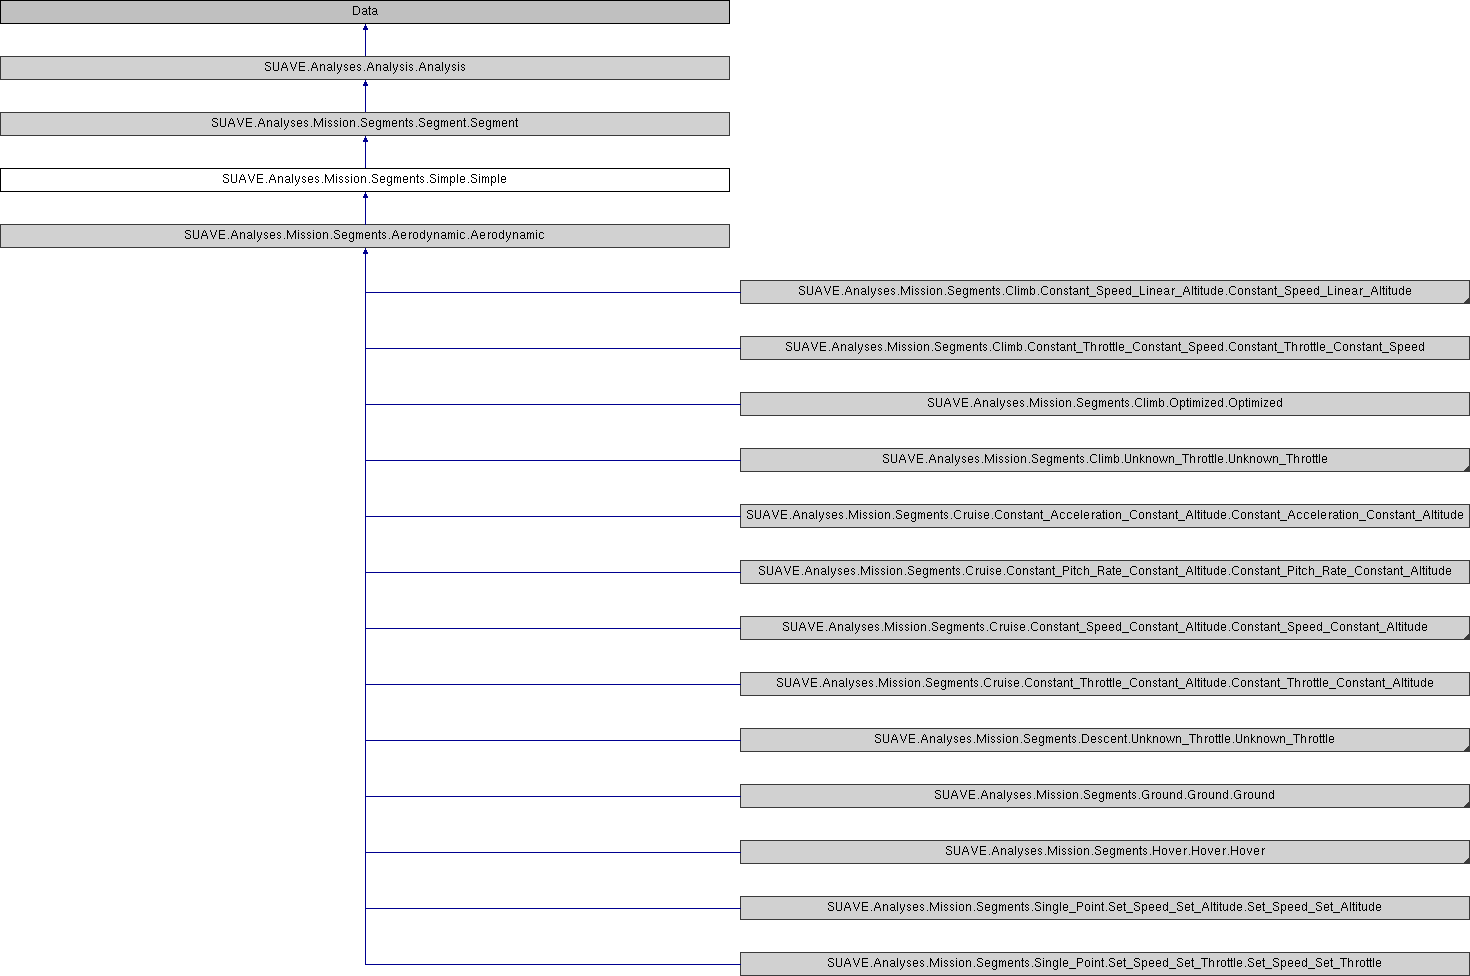 Data
SUAVE.Analyses.Analysis.Analysis
SUAVE.Analyses.Mission.Segments.Segment.Segment
SUAVE.Analyses.Mission.Segments.Simple.Simple
SUAVE.Analyses.Mission.Segments.Aerodynamic.Aerodynamic
SUAVE.Analyses.Mission.Segments.Climb.Constant_Speed_Linear_Altitude.Constant_Speed_Linear_Altitude
SUAVE.Analyses.Mission.Segments.Climb.Constant_Throttle_Constant_Speed.Constant_Throttle_Constant_Speed
SUAVE.Analyses.Mission.Segments.Climb.Optimized.Optimized
SUAVE.Analyses.Mission.Segments.Climb.Unknown_Throttle.Unknown_Throttle
SUAVE.Analyses.Mission.Segments.Cruise.Constant_Acceleration_Constant_Altitude.Constant_Acceleration_Constant_Altitude
SUAVE.Analyses.Mission.Segments.Cruise.Constant_Pitch_Rate_Constant_Altitude.Constant_Pitch_Rate_Constant_Altitude
SUAVE.Analyses.Mission.Segments.Cruise.Constant_Speed_Constant_Altitude.Constant_Speed_Constant_Altitude
SUAVE.Analyses.Mission.Segments.Cruise.Constant_Throttle_Constant_Altitude.Constant_Throttle_Constant_Altitude
SUAVE.Analyses.Mission.Segments.Descent.Unknown_Throttle.Unknown_Throttle
SUAVE.Analyses.Mission.Segments.Ground.Ground.Ground
SUAVE.Analyses.Mission.Segments.Hover.Hover.Hover
SUAVE.Analyses.Mission.Segments.Single_Point.Set_Speed_Set_Altitude.Set_Speed_Set_Altitude
SUAVE.Analyses.Mission.Segments.Single_Point.Set_Speed_Set_Throttle.Set_Speed_Set_Throttle